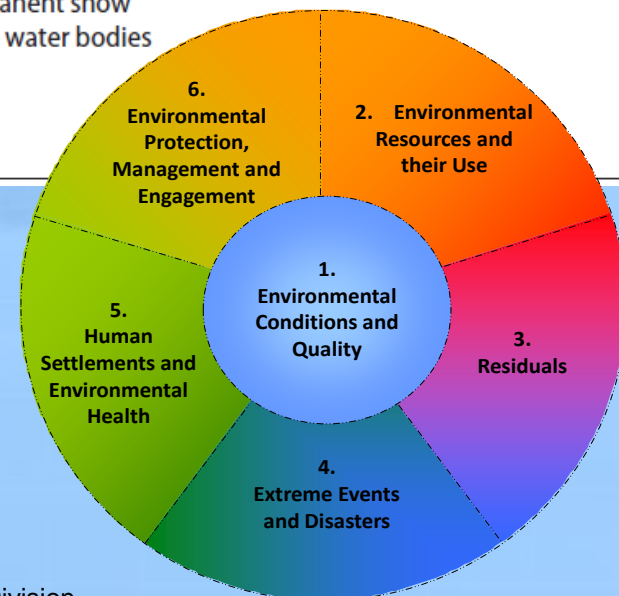 now
water bodies
6.
Environmental
Protection,
Management and
Engagement
2. Environmental
Resources and
their Use
1.
Environmental
Conditions and
Quality
3.
Residuals
5.
Human
Settlements and
Environmental
Health
4.
Extreme Events
and Disasters